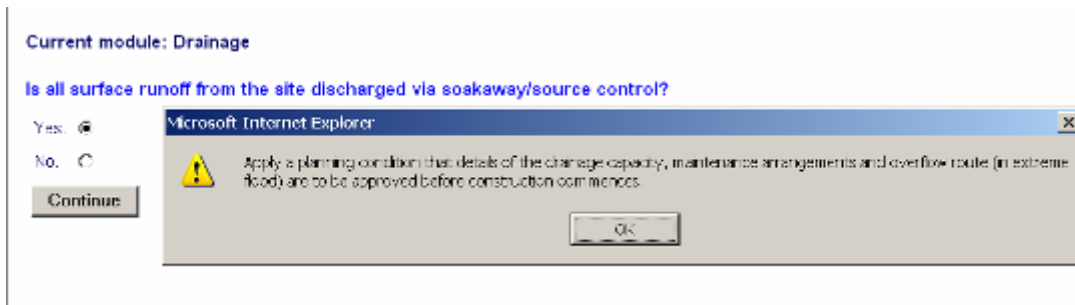 Current module: Drainage
Is all surface runoff from the site discharged via soakaway/source control?
Yes.
No.
Continue
Microsoft Internet Explorer
Apply a planning condition that details of the drainage capacity, maintenance arrangements and overflow route (in extreme
flood) are to be approved before construction commences.
OK